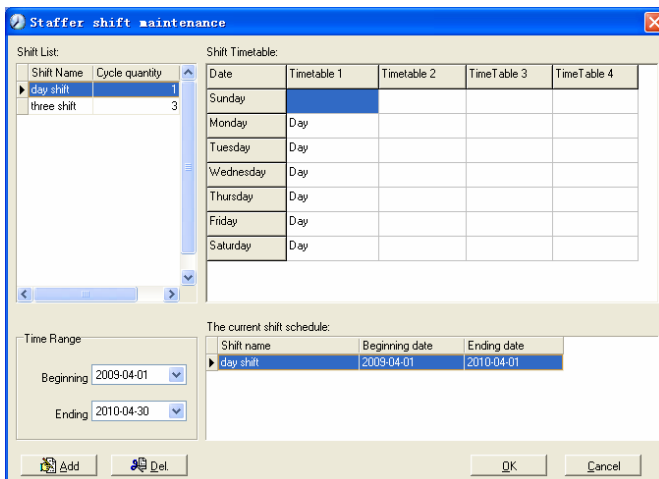 Staffer shift maintenance
Shift List:
Shift Name Cycle quantity
day shift 1
three shift 3
Shift Timetable:
Date Timetable 1 Timetable 2 TimeTable 3 TimeTable 4
Sunday
Monday Day
Tuesday Day
Wednesday Day
Thursday Day
Friday Day
Saturday Day
Time Range
Beginning 2009-04-01
Ending 2010-04-30
The current shift schedule:
Shift name Beginning date Ending date
day shift 2009-04-01 2010-04-01
Add Del. OK Cancel